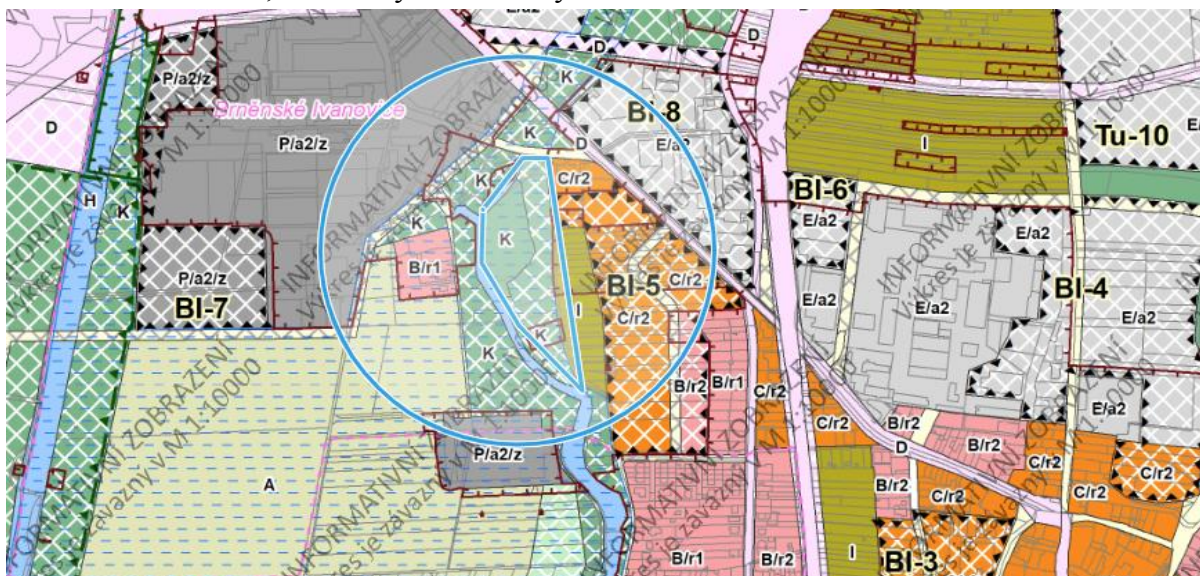 E/a2
D
K
D
P/a2/z
Brněnské Ivanovice
P/a2/z
D
K
BI-8
E/a2
I
Tu-10
H
K
K
D
K
C/r2
BI-6
K
E/a2
E/a2
P/a2/z
BI-7
B/r1
BI-5
C/r2
C/r2
I
E/a2
E/a2
BI-4
E/a2
K
K
B/r2
B/r1
C/r2
C/r2
E/a2
A
P/a2/z
B/r2
D
B/r2
C/r2
C/r2
C/r2
B/r2
C/r2
B/r1
B/r2
I
BI-3
INFORMATIVNÍ ZOBRAZENÍ
Výkres je závazný v M 1:10000